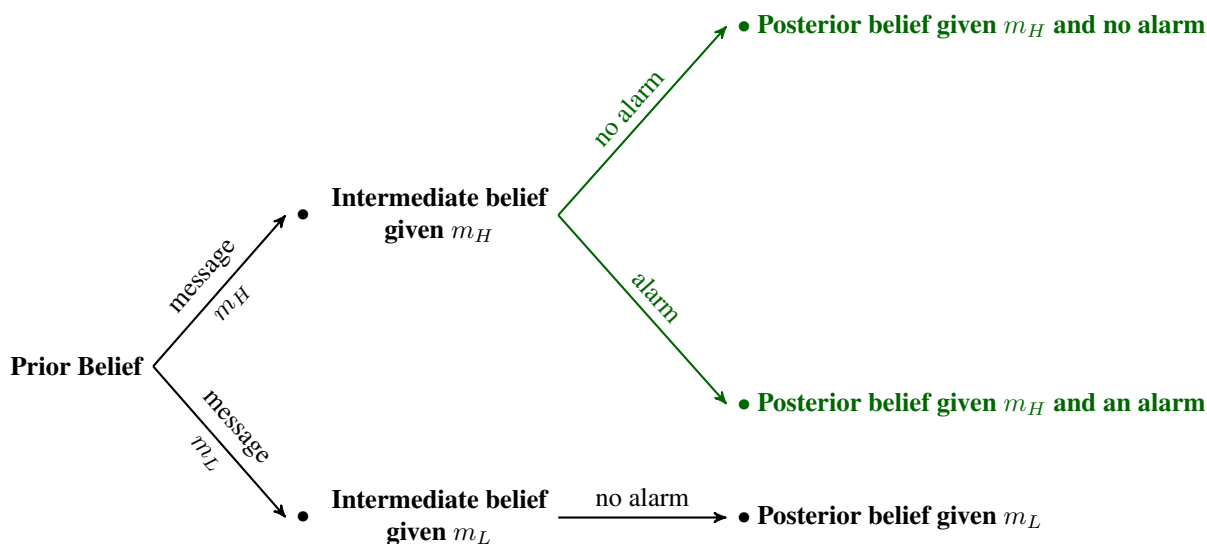 • Posterior belief given $m_H$ and no alarm
no alarm
• Intermediate belief
given $m_H$
message
$m_H$
alarm
Prior Belief
• Posterior belief given $m_H$ and an alarm
message
$m_L$
• Intermediate belief
given $m_L$
no alarm
• Posterior belief given $m_L$